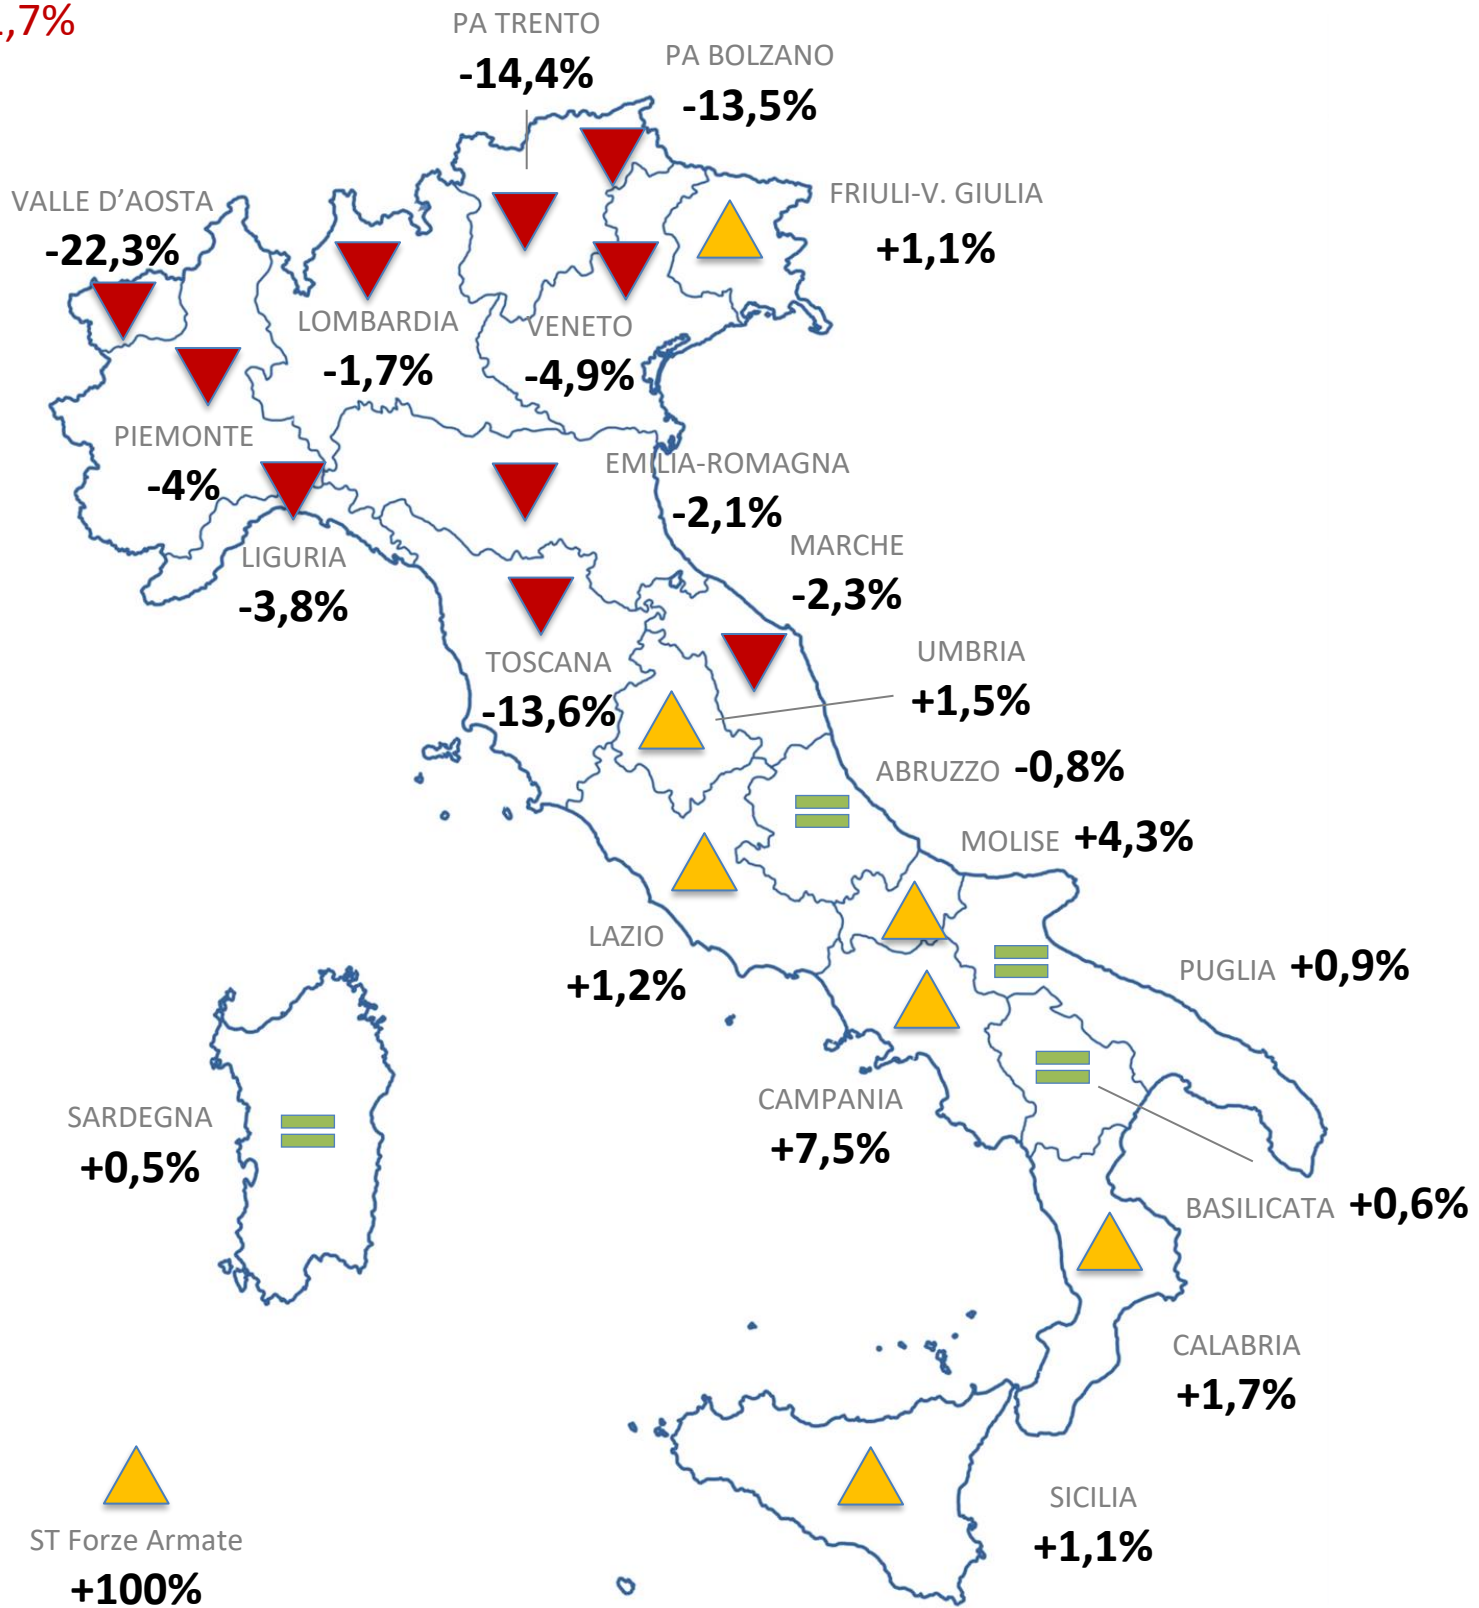 ,7%
PA TRENTO
-14,4%
PA BOLZANO
-13,5%
VALLE D’AOSTA
-22,3%
FRIULI-V. GIULIA
+1,1%
LOMBARDIA
-1,7%
VENETO
-4,9%
PIEMONTE
-4%
EMILIA-ROMAGNA
-2,1%
LIGURIA
-3,8%
MARCHE
-2,3%
TOSCANA
-13,6%
UMBRIA
+1,5%
ABRUZZO -0,8%
MOLISE +4,3%
LAZIO
+1,2%
PUGLIA +0,9%
CAMPANIA
+7,5%
SARDEGNA
+0,5%
BASILICATA +0,6%
CALABRIA
+1,7%
SICILIA
+1,1%
ST Forze Armate
+100%